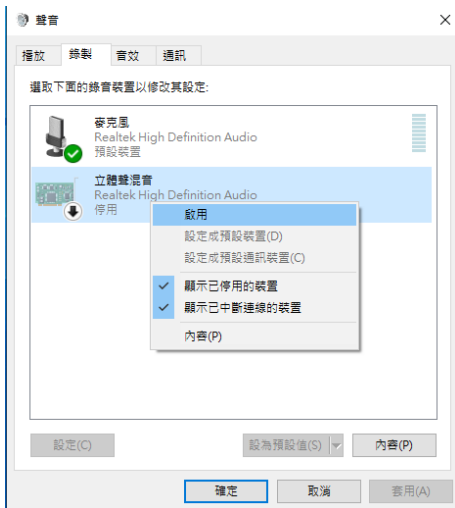 聲音
播放 錄製 音效 通訊
選取下面的錄音裝置以修改其設定:
麥克風
Realtek High Definition Audio
預設裝置
立體聲混音
Realtek High Definition Audio
停用
啟用
設定成預設裝置(D)
設定成預設通訊裝置(C)
顯示已停用的裝置
顯示已中斷連線的裝置
內容(P)
設定(C) 設為預設值(S) 內容(P)
確定 取消 套用(A)